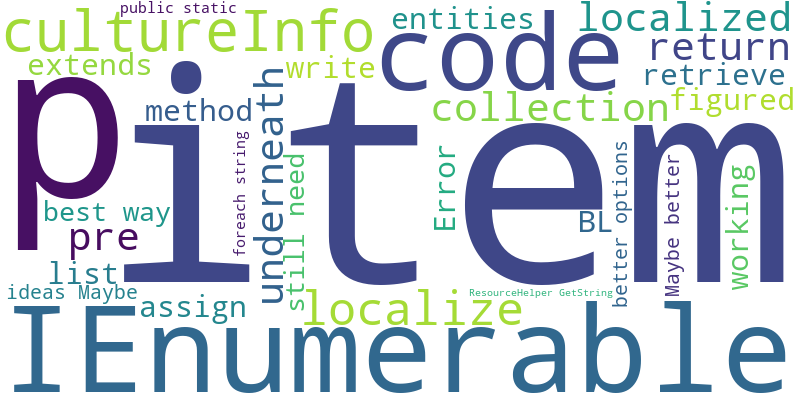 public static
cultureInfo
entities
localized
code
return
extends
write
retrieve
p
item
method
collection
figured
underneath
foreach string
still need
Error
better options
Maybe better
working
best way
pre
BL
list
ideas Maybe
assign
localize
ResourceHelper GetString
IEnumerable